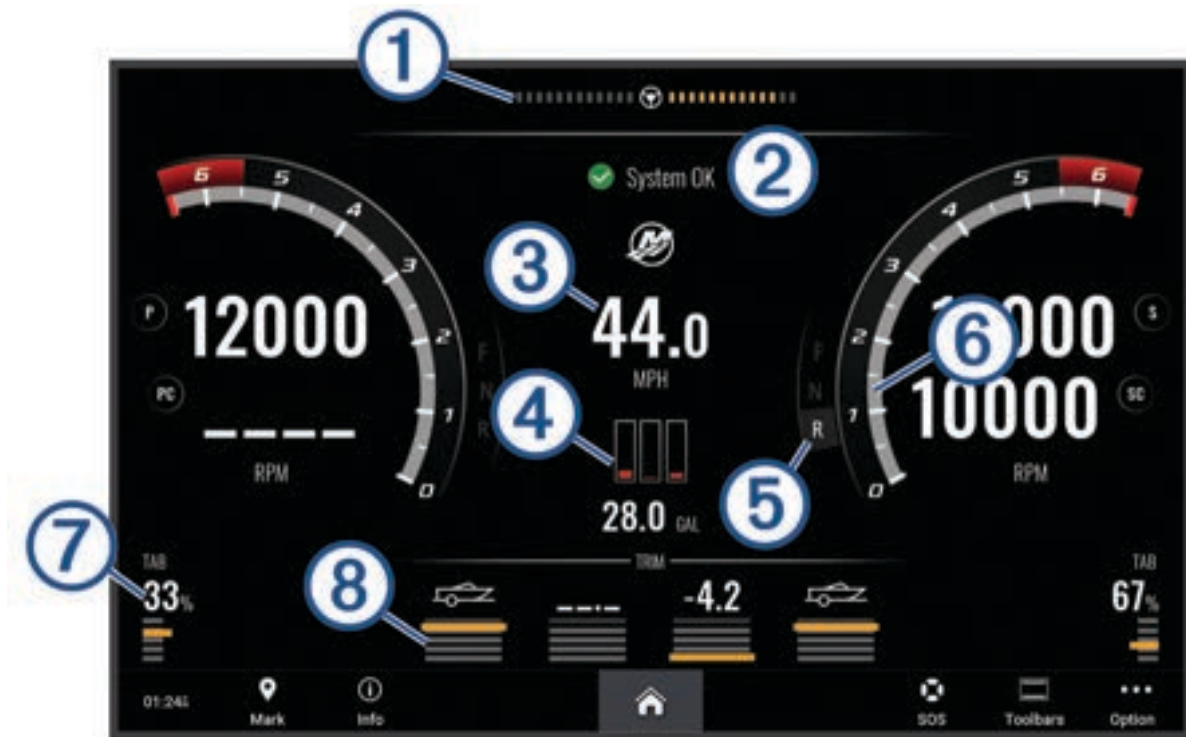 1
2
System OK
6
5
4
3
2
1
0
5
6
4
3
2
1
0
P
12000
PC
RPM
3
44.0
MPH
F
N
R
F
N
R
S
6
10000
SC
RPM
4
5
28.0 GAL
7
TAB
33%
8
TRIM
--.-
-4.2
TAB
67%
01:24
Mark
Info
SOS
Toolbars
Option